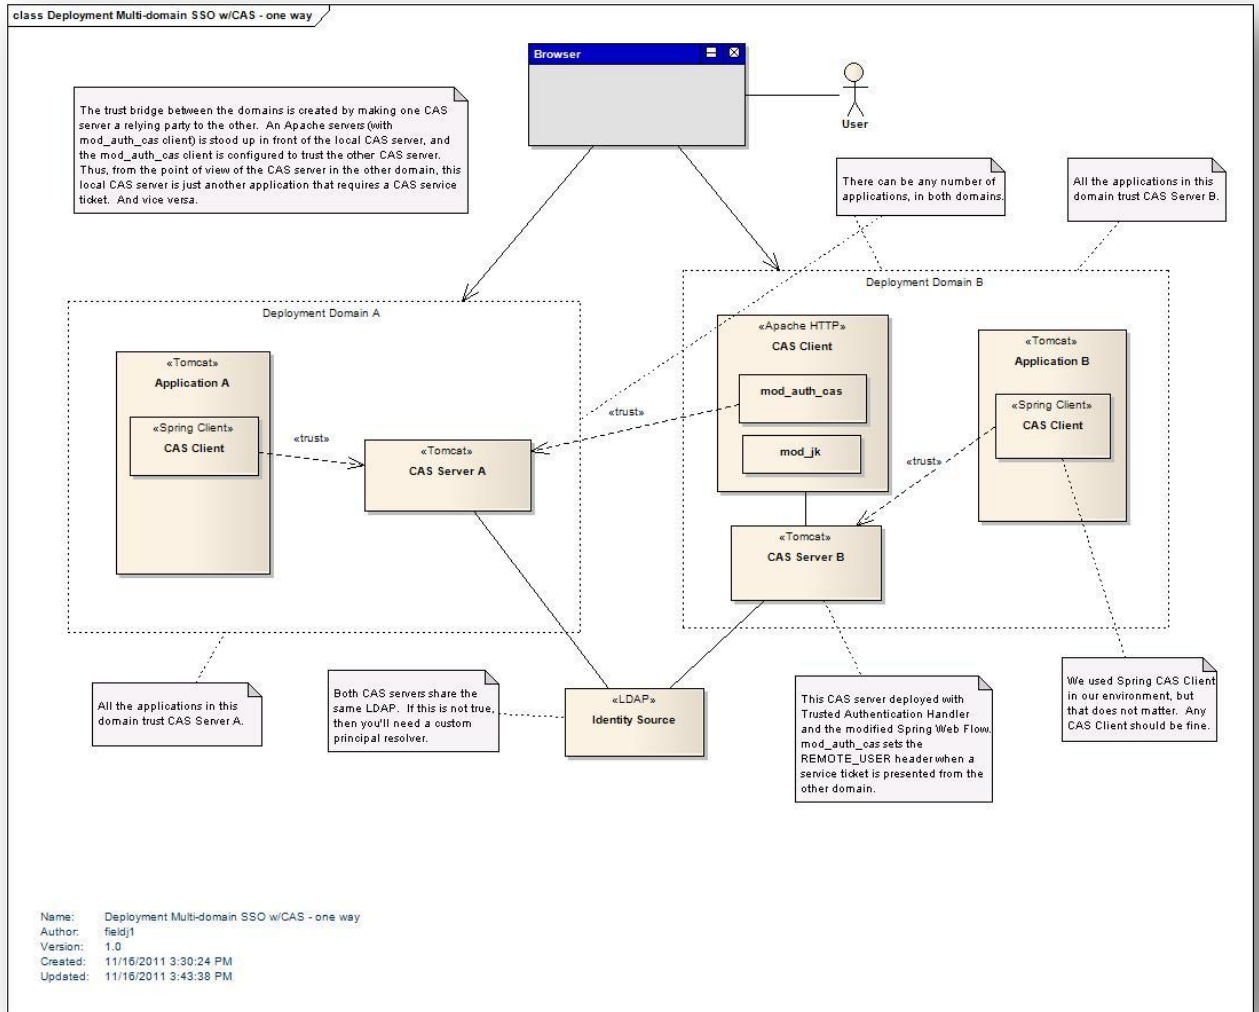 class Deployment Multi-domain SSO w/CAS - one way
Browser
User
The trust bridge between the domains is created by making one CAS
server a relying party to the other.  An Apache servers (with
mod_auth_cas client) is stood up in front of the local CAS server, and
the mod_auth_cas client is configured to trust the other CAS server.
Thus, from the point of view of the CAS server in the other domain, this
local CAS server is just another application that requires a CAS service
ticket.  And vice versa.
There can be any number of
applications, in both domains.
All the applications in this
domain trust CAS Server B.
Deployment Domain A
«Tomcat»
Application A
«Spring Client»
CAS Client
«trust»
«Tomcat»
CAS Server A
«trust»
Deployment Domain B
«Apache HTTP»
CAS Client
mod_auth_cas
mod_jk
«Tomcat»
Application B
«Spring Client»
CAS Client
«trust»
«Tomcat»
CAS Server B
All the applications in this
domain trust CAS Server A.
Both CAS servers share the
same LDAP.  If this is not true,
then you'll need a custom
principal resolver.
«LDAP»
Identity Source
This CAS server deployed with
Trusted Authentication Handler
and the modified Spring Web Flow.
mod_auth_cas sets the
REMOTE_USER header when a
service ticket is presented from the
other domain.
We used Spring CAS Client
in our environment, but
that does not matter.  Any
CAS Client should be fine.
Name: Deployment Multi-domain SSO w/CAS - one way
Author: fieldj1
Version: 1.0
Created: 11/16/2011 3:30:24 PM
Updated: 11/16/2011 3:43:38 PM